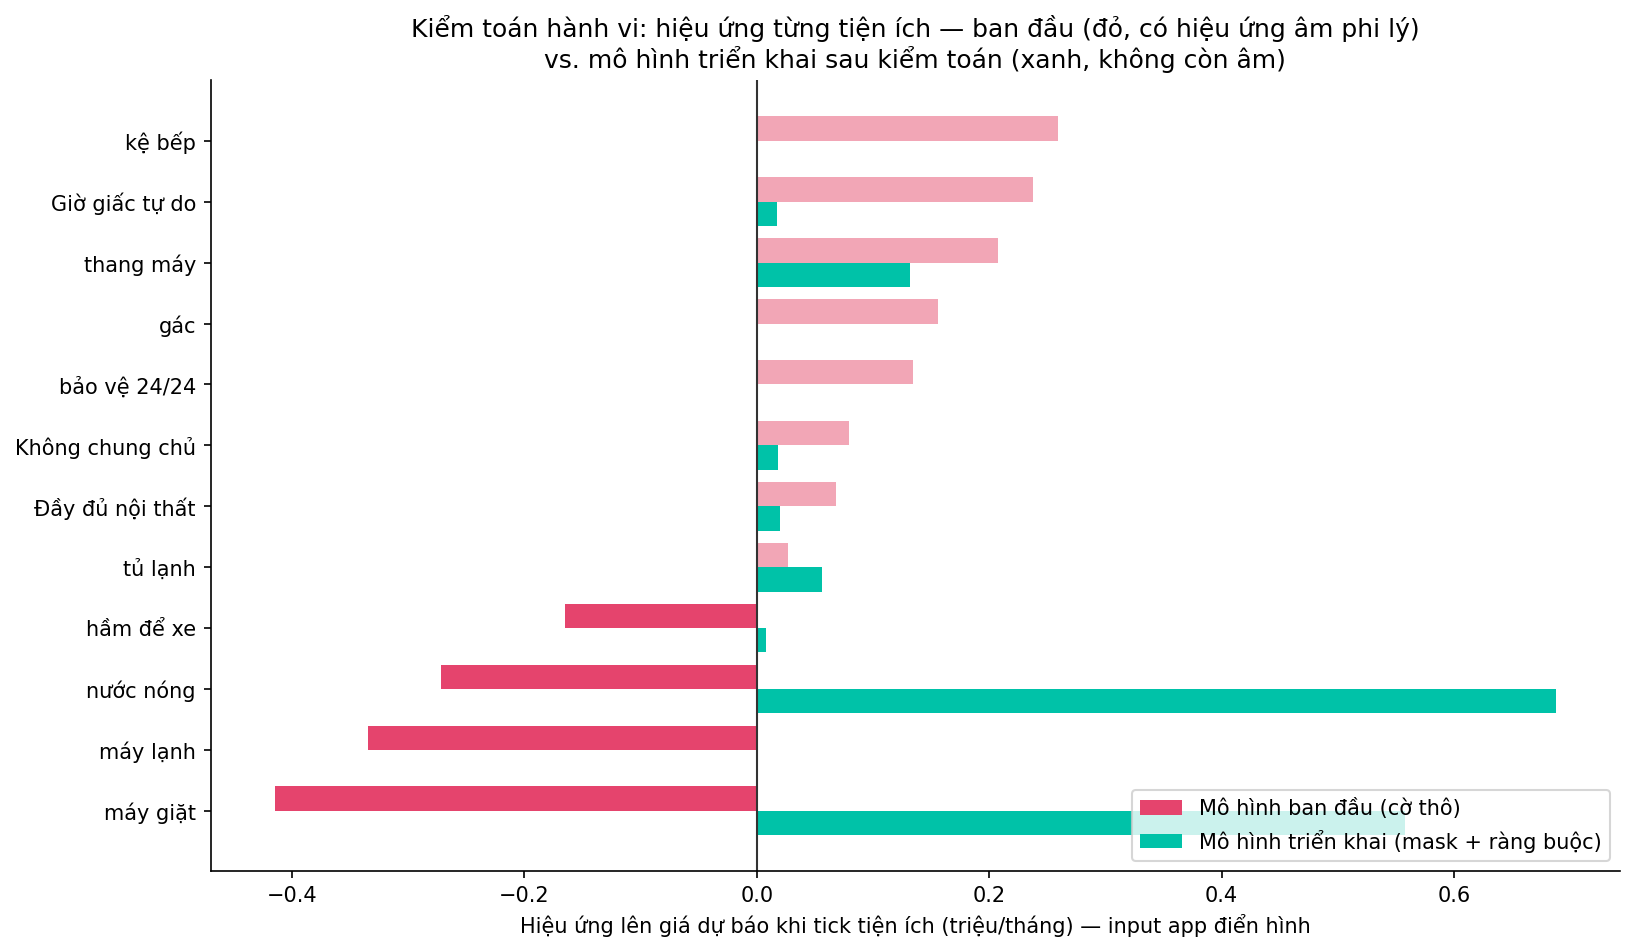 Kiểm toán hành vi: hiệu ứng từng tiện ích — ban đầu (đỏ, có hiệu ứng âm phi lý)
vs. mô hình triển khai sau kiểm toán (xanh, không còn âm)
kệ bếp
Giờ giấc tự do
thang máy
gác
bảo vệ 24/24
Không chung chủ
Đầy đủ nội thất
tủ lạnh
hầm để xe
nước nóng
máy lạnh
máy giặt
Mô hình ban đầu (cờ thô)
Mô hình triển khai (mask + ràng buộc)
−0.4 −0.2 0.0 0.2 0.4 0.6
Hiệu ứng lên giá dự báo khi tick tiện ích (triệu/tháng) — input app điển hình